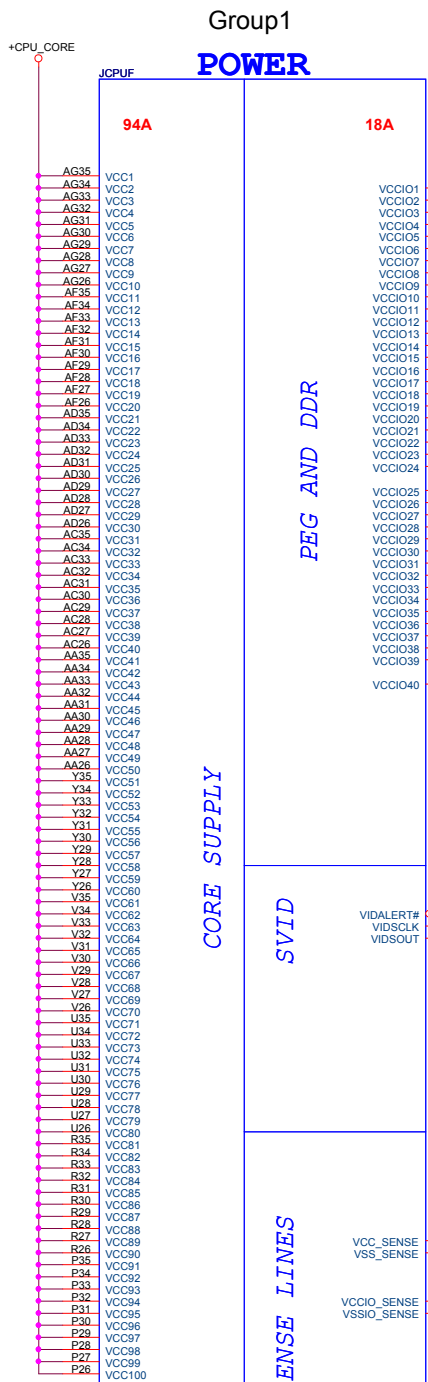 Group1
+CPU_CORE
POWER
JCPUF
94A
18A
AG35 VCC1
AG34 VCC2
AG33 VCC3
AG32 VCC4
AG31 VCC5
AG30 VCC6
AG29 VCC7
AG28 VCC8
AG27 VCC9
AG26 VCC10
AF35 VCC11
AF34 VCC12
AF33 VCC13
AF32 VCC14
AF31 VCC15
AF30 VCC16
AF29 VCC17
AF28 VCC18
AF27 VCC19
AF26 VCC20
AD35 VCC21
AD34 VCC22
AD33 VCC23
AD32 VCC24
AD31 VCC25
AD30 VCC26
AD29 VCC27
AD28 VCC28
AD27 VCC29
AD26 VCC30
AC35 VCC31
AC34 VCC32
AC33 VCC33
AC32 VCC34
AC31 VCC35
AC30 VCC36
AC29 VCC37
AC28 VCC38
AC27 VCC39
AC26 VCC40
AA35 VCC41
AA34 VCC42
AA33 VCC43
AA32 VCC44
AA31 VCC45
AA30 VCC46
AA29 VCC47
AA28 VCC48
AA27 VCC49
AA26 VCC50
Y35 VCC51
Y34 VCC52
Y33 VCC53
Y32 VCC54
Y31 VCC55
Y30 VCC56
Y29 VCC57
Y28 VCC58
Y27 VCC59
Y26 VCC60
V35 VCC61
V34 VCC62
V33 VCC63
V32 VCC64
V31 VCC65
V30 VCC66
V29 VCC67
V28 VCC68
V27 VCC69
V26 VCC70
U35 VCC71
U34 VCC72
U33 VCC73
U32 VCC74
U31 VCC75
U30 VCC76
U29 VCC77
U28 VCC78
U27 VCC79
U26 VCC80
R35 VCC81
R34 VCC82
R33 VCC83
R32 VCC84
R31 VCC85
R30 VCC86
R29 VCC87
R28 VCC88
R27 VCC89
R26 VCC90
P35 VCC91
P34 VCC92
P33 VCC93
P32 VCC94
P31 VCC95
P30 VCC96
P29 VCC97
P28 VCC98
P27 VCC99
P26 VCC100
CORE SUPPLY
PEG AND DDR
VCCIO1
VCCIO2
VCCIO3
VCCIO4
VCCIO5
VCCIO6
VCCIO7
VCCIO8
VCCIO9
VCCIO10
VCCIO11
VCCIO12
VCCIO13
VCCIO14
VCCIO15
VCCIO16
VCCIO17
VCCIO18
VCCIO19
VCCIO20
VCCIO21
VCCIO22
VCCIO23
VCCIO24
VCCIO25
VCCIO26
VCCIO27
VCCIO28
VCCIO29
VCCIO30
VCCIO31
VCCIO32
VCCIO33
VCCIO34
VCCIO35
VCCIO36
VCCIO37
VCCIO38
VCCIO39
VCCIO40
SVID
VIDALERT#
VIDSCLK
VIDSOUT
ENSE LINES
VCC_SENSE
VSS_SENSE
VCCIO_SENSE
VSSIO_SENSE